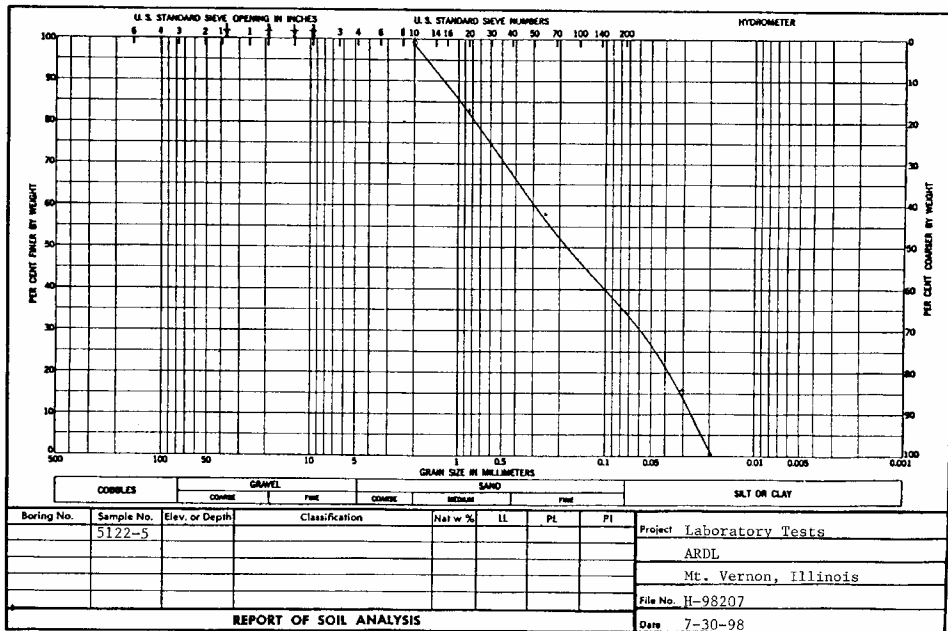 U. S. STANDARD SIEVE OPENING IN INCHES U. S. STANDARD SIEVE NUMBERS HYDROMETER
6 4 3 2 1 3 4 6 8 10 14 16 20 30 40 50 70 100 140 200
PER CENT FINER BY WEIGHT
100
90
80
70
60
50
40
30
20
10
0
PER CENT COARSER BY WEIGHT
0
10
20
30
40
50
60
70
80
90
100
500 100 50 10 5 1 0.5 0.1 0.05 0.01 0.005 0.001
GRAIN SIZE IN MILLIMETERS
COBBLES GRAVEL SAND SILT OR CLAY
COARSE FINE COARSE MEDIUM FINE
Boring No. Sample No. Elev. or Depth Classification Nat w % LL PL PI
5122-5
Project Laboratory Tests
ARDL
Mt. Vernon, Illinois
File No. H-98207
REPORT OF SOIL ANALYSIS
Date 7-30-98